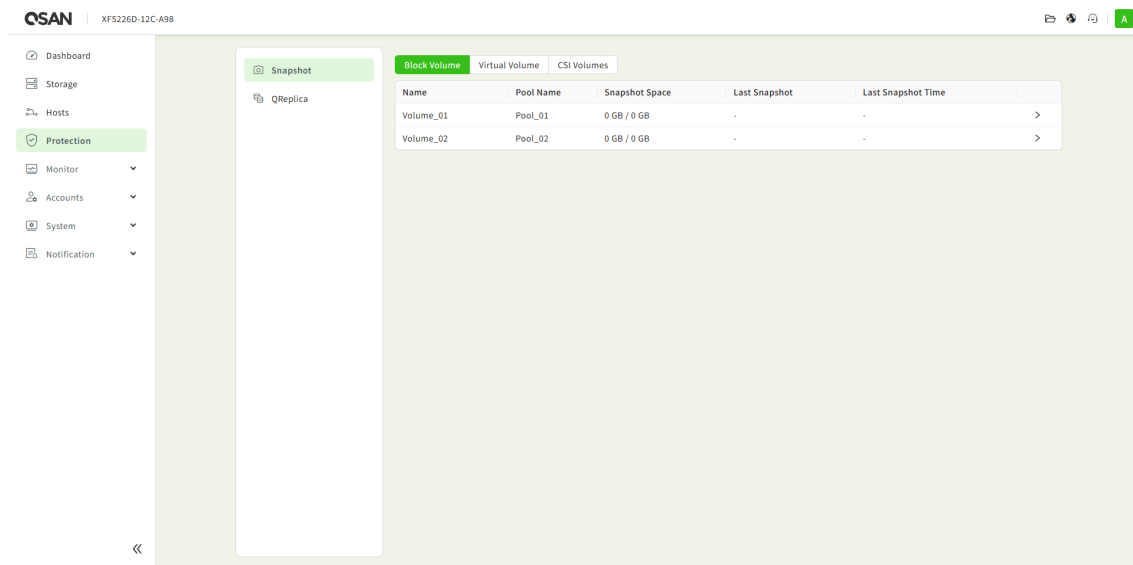 QSAN XF5226D-12C-A98 A
Dashboard
Storage
Hosts
Protection
Monitor
Accounts
System
Notification
Snapshot
QReplica
Block Volume Virtual Volume CSI Volumes
Name Pool Name Snapshot Space Last Snapshot Last Snapshot Time
Volume_01 Pool_01 0 GB / 0 GB - -
Volume_02 Pool_02 0 GB / 0 GB - -